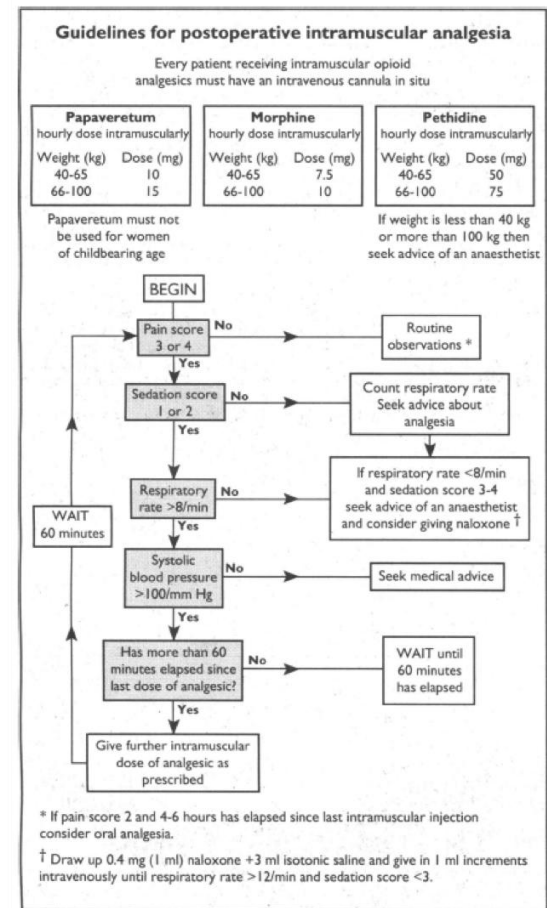 Guidelines for postoperative intramuscular analgesia
Every patient receiving intramuscular opioid
analgesics must have an intravenous cannula in situ
Papaveretum
hourly dose intramuscularly
Weight (kg) Dose (mg)
40-65 10
66-100 15
Morphine
hourly dose intramuscularly
Weight (kg) Dose (mg)
40-65 7.5
66-100 10
Pethidine
hourly dose intramuscularly
Weight (kg) Dose (mg)
40-65 50
66-100 75
Papaveretum must not
be used for women
of childbearing age
If weight is less than 40 kg
or more than 100 kg then
seek advice of an anaesthetist
BEGIN
Pain score
3 or 4
No
Routine
observations *
Yes
Sedation score
1 or 2
No
Count respiratory rate
Seek advice about
analgesia
Yes
Respiratory
rate >8/min
No
If respiratory rate <8/min
and sedation score 3-4
seek advice of an anaesthetist
and consider giving naloxone †
WAIT
60 minutes
Yes
Systolic
blood pressure
>100/mm Hg
No
Seek medical advice
Yes
Has more than 60
minutes elapsed since
last dose of analgesic?
No
WAIT until
60 minutes
has elapsed
Yes
Give further intramuscular
dose of analgesic as
prescribed
* If pain score 2 and 4-6 hours has elapsed since last intramuscular injection
consider oral analgesia.
† Draw up 0.4 mg (1 ml) naloxone +3 ml isotonic saline and give in 1 ml increments
intravenously until respiratory rate >12/min and sedation score <3.